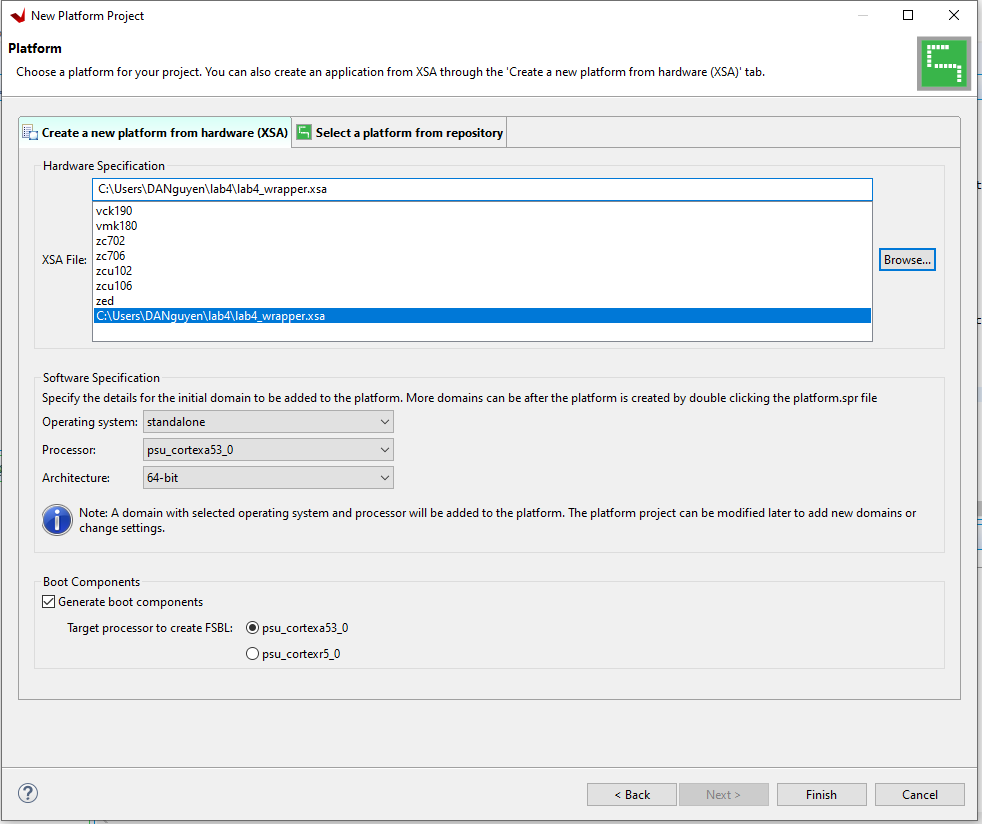 New Platform Project
Platform
Choose a platform for your project. You can also create an application from XSA through the 'Create a new platform from hardware (XSA)' tab.
Create a new platform from hardware (XSA)
Select a platform from repository
Hardware Specification
C:\Users\DANguyen\lab4\lab4_wrapper.xsa
vck190
vmk180
zc702
zc706
XSA File:
Browse...
zcu102
zcu106
zed
C:\Users\DANguyen\lab4\lab4_wrapper.xsa
Software Specification
Specify the details for the initial domain to be added to the platform. More domains can be after the platform is created by double clicking the platform.spr file
Operating system: standalone
Processor: psu_cortexa53_0
Architecture: 64-bit
Note: A domain with selected operating system and processor will be added to the platform. The platform project can be modified later to add new domains or
change settings.
Boot Components
Generate boot components
Target processor to create FSBL: psu_cortexa53_0
psu_cortexr5_0
? < Back Next > Finish Cancel